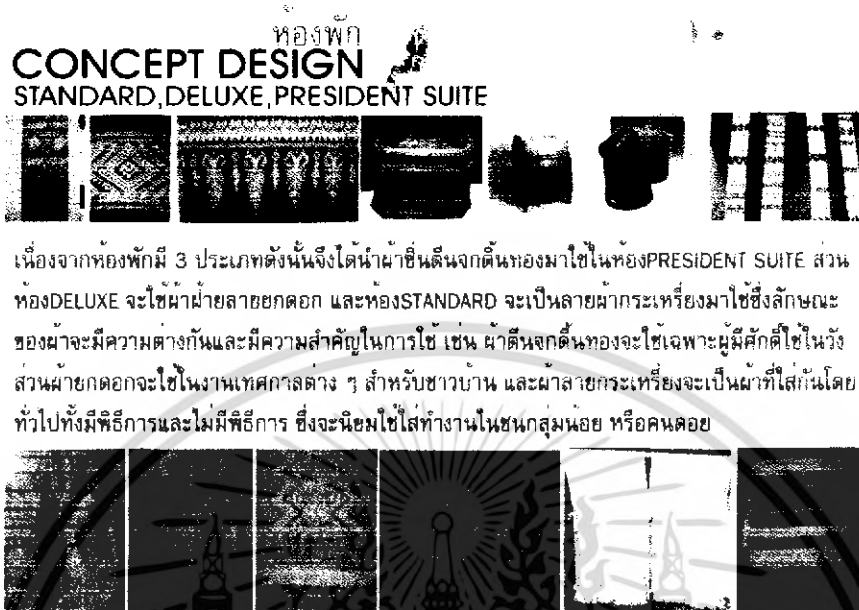 ห้องพัก
CONCEPT DESIGN
STANDARD,DELUXE,PRESIDENT SUITE
เนื่องจากห้องพักมี 3 ประเภทดังนั้นจึงได้นำผ้าซิ่นตีนจกดิ้นทองมาใช้ในห้องPRESIDENT SUITE ส่วน
ห้องDELUXE จะใช้ผ้าฝ้ายลายยกดอก และห้องSTANDARD จะเป็นลายผ้ากระเหรี่ยงมาใช้ซึ่งลักษณะ
ของผ้าจะมีความต่างกันและมีความสำคัญในการใช้ เช่น ผ้าตีนจกดิ้นทองจะใช้เฉพาะผู้มีศักดิ์ใช้ในวัง
ส่วนผ้ายกดอกจะใช้ในงานเทศกาลต่าง ๆ สำหรับชาวบ้าน และผ้าลายกระเหรี่ยงจะเป็นผ้าที่ใส่กันโดย
ทั่วไปทั้งมีพิธีการและไม่มีพิธีการ ซึ่งจะนิยมใช้ใส่ทำงานในชนกลุ่มน้อย หรือคนดอย